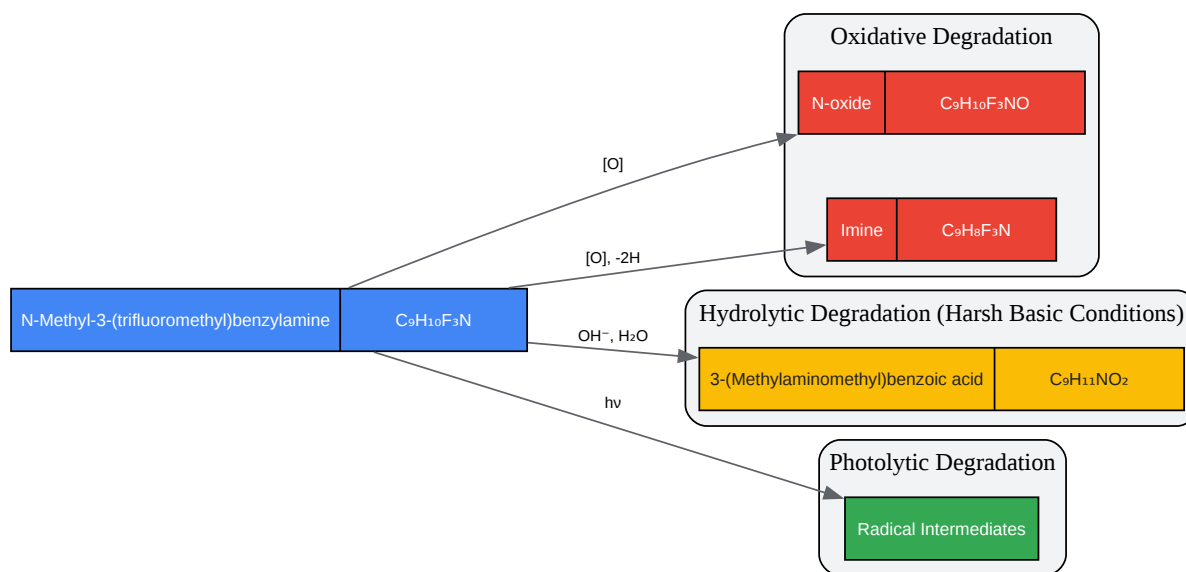 Oxidative Degradation
N-oxide C₉H₁₀F₃NO
[O]
Imine C₉H₈F₃N
[O], -2H
N-Methyl-3-(trifluoromethyl)benzylamine C₉H₁₀F₃N
Hydrolytic Degradation (Harsh Basic Conditions)
OH⁻, H₂O
3-(Methylaminomethyl)benzoic acid C₉H₁₁NO₂
hν
Photolytic Degradation
Radical Intermediates